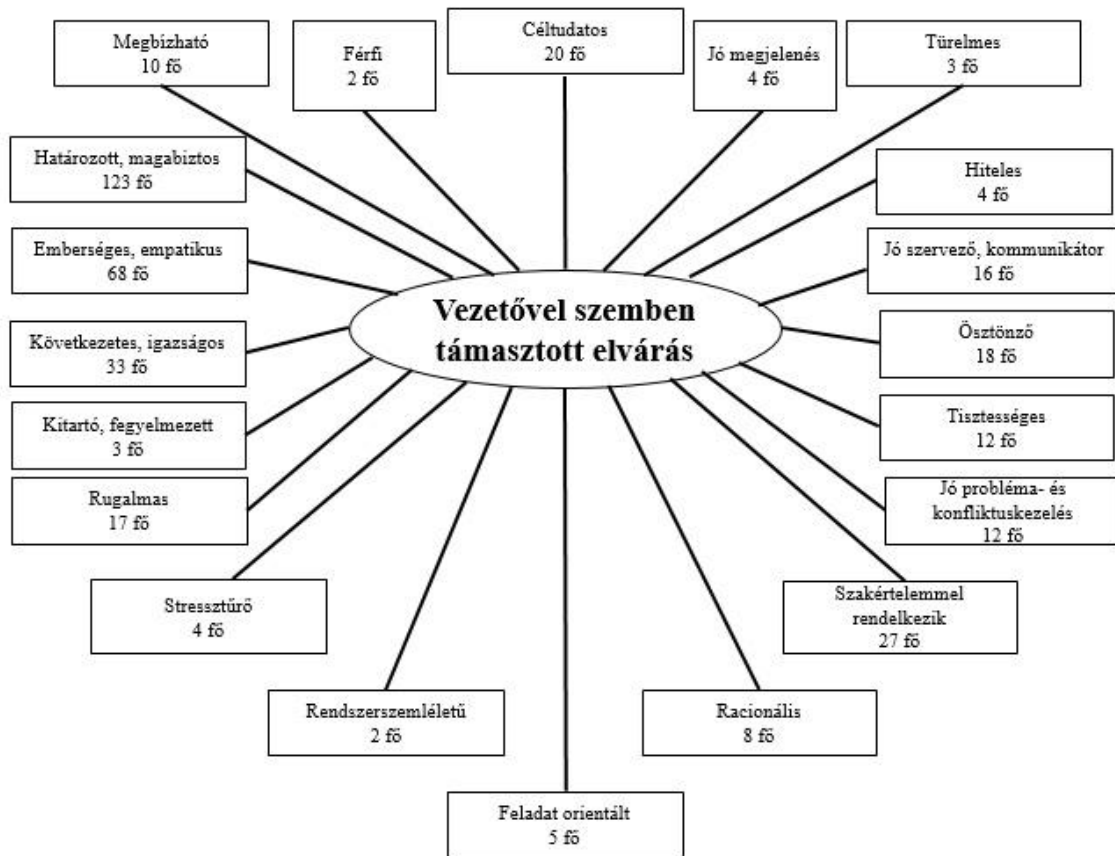 Megbízható
10 fő
Férfi
2 fő
Céltudatos
20 fő
Jó megjelenés
4 fő
Türelmes
3 fő
Határozott, magabiztos
123 fő
Hiteles
4 fő
Emberséges, empatikus
68 fő
Jó szervező, kommunikátor
16 fő
Vezetővel szemben
támasztott elvárás
Következetes, igazságos
33 fő
Ösztönző
18 fő
Kitartó, fegyelmezett
3 fő
Tisztességes
12 fő
Rugalmas
17 fő
Jó probléma- és
konfliktuskezelés
12 fő
Stressztűrő
4 fő
Szakértelemmel
rendelkezik
27 fő
Rendszerszemléletű
2 fő
Racionális
8 fő
Feladat orientált
5 fő